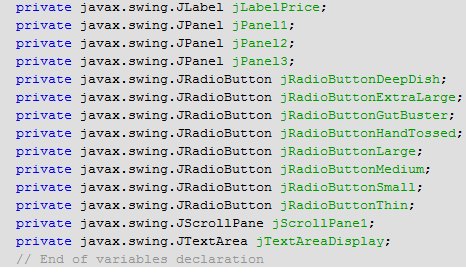 private javax.swing.JLabel jLabelPrice;
private javax.swing.JPanel jPanel1;
private javax.swing.JPanel jPanel2;
private javax.swing.JPanel jPanel3;
private javax.swing.JRadioButton jRadioButtonDeepDish;
private javax.swing.JRadioButton jRadioButtonExtraLarge;
private javax.swing.JRadioButton jRadioButtonGutBuster;
private javax.swing.JRadioButton jRadioButtonHandTossed;
private javax.swing.JRadioButton jRadioButtonLarge;
private javax.swing.JRadioButton jRadioButtonMedium;
private javax.swing.JRadioButton jRadioButtonSmall;
private javax.swing.JRadioButton jRadioButtonThin;
private javax.swing.JScrollPane jScrollPane1;
private javax.swing.JTextArea jTextAreaDisplay;
// End of variables declaration